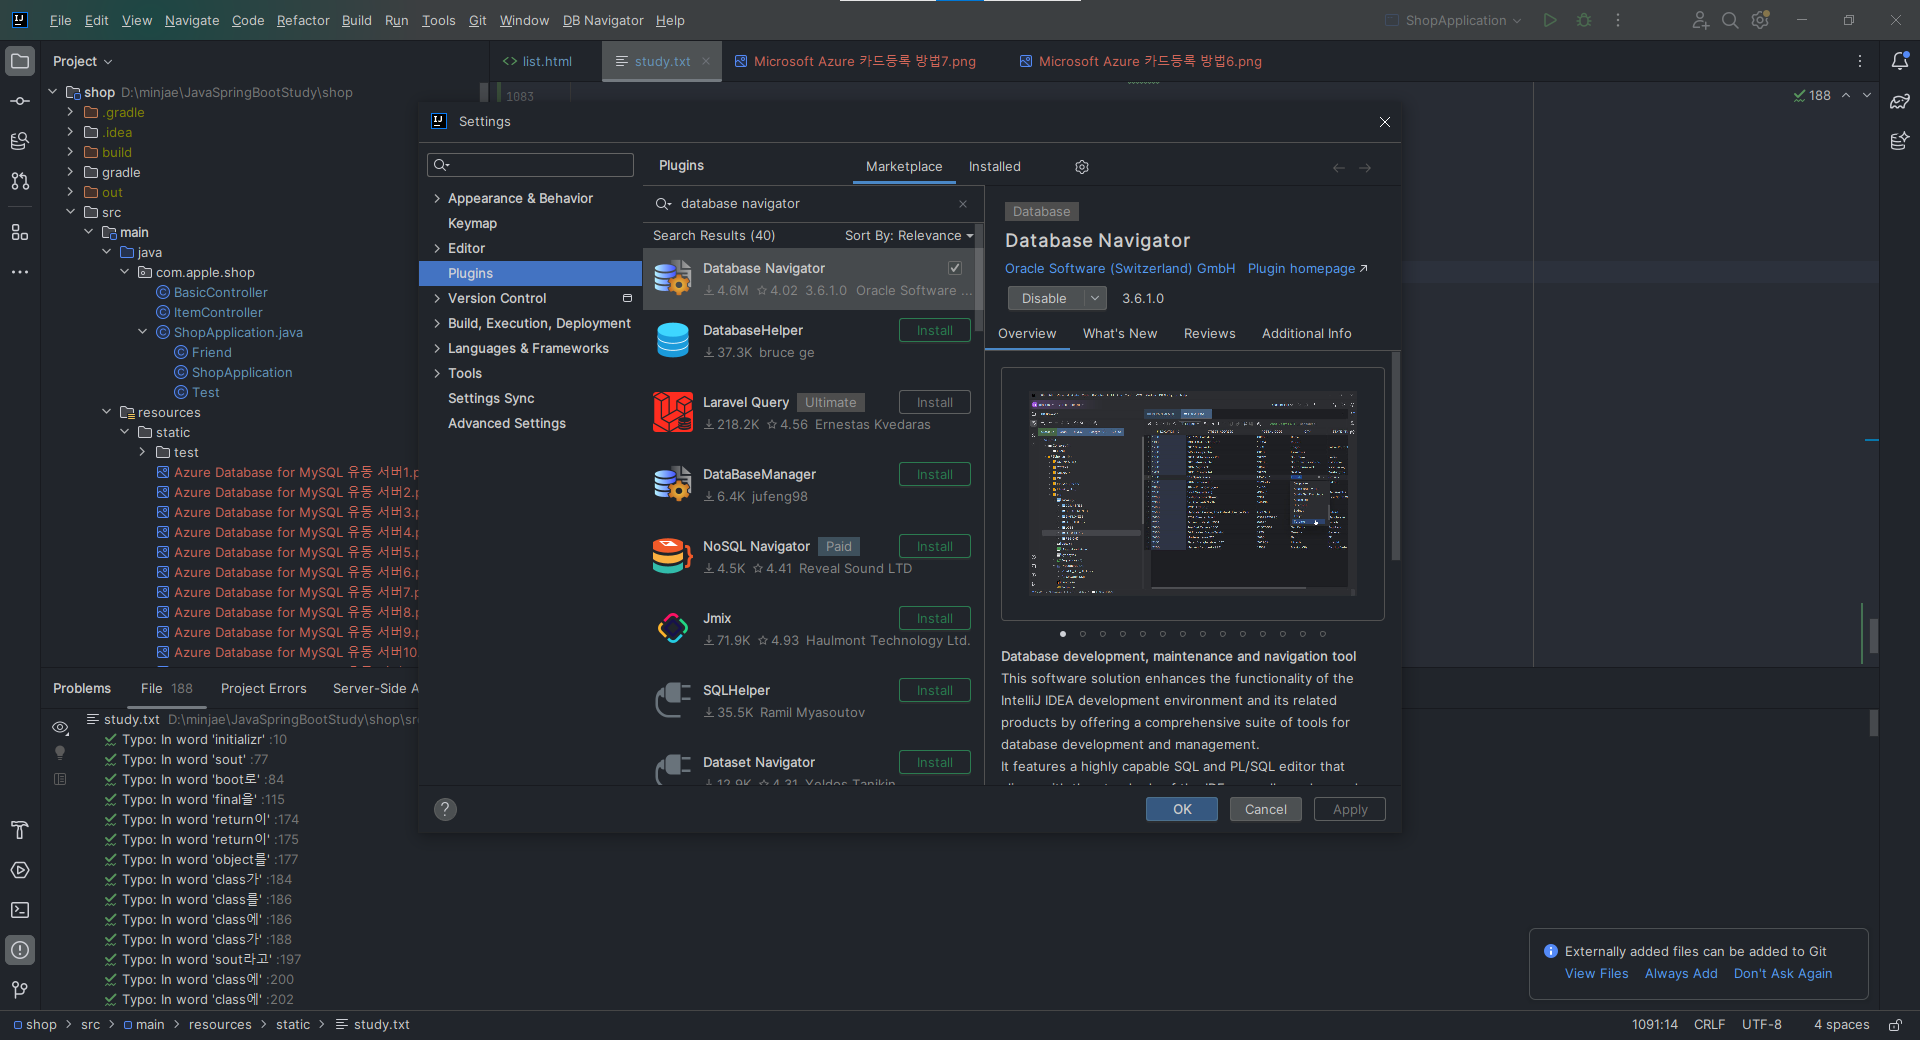 File Edit View Navigate Code Refactor Build Run Tools Git Window DB Navigator Help
ShopApplication
Project
list.html
study.txt
Microsoft Azure 카드등록 방법7.png
Microsoft Azure 카드등록 방법6.png
shop D:\minjae\JavaSpringBootStudy\shop
1083
188
.gradle
.idea
build
gradle
out
src
main
java
com.apple.shop
BasicController
ItemController
ShopApplication.java
Friend
ShopApplication
Test
resources
static
test
Azure Database for MySQL 유동 서버1.p
Azure Database for MySQL 유동 서버2.p
Azure Database for MySQL 유동 서버3.p
Azure Database for MySQL 유동 서버4.p
Azure Database for MySQL 유동 서버5.p
Azure Database for MySQL 유동 서버6.p
Azure Database for MySQL 유동 서버7.p
Azure Database for MySQL 유동 서버8.p
Azure Database for MySQL 유동 서버9.p
Azure Database for MySQL 유동 서버10
Settings
Appearance & Behavior
Keymap
Editor
Plugins
Version Control
Build, Execution, Deployment
Languages & Frameworks
Tools
Settings Sync
Advanced Settings
Plugins
Marketplace
Installed
database navigator
Search Results (40)
Sort By: Relevance
Database Navigator
4.6M 4.02 3.6.1.0 Oracle Software ...
DatabaseHelper Install
37.3K bruce ge
Laravel Query Ultimate Install
218.2K 4.56 Ernestas Kvedaras
DataBaseManager Install
6.4K jufeng98
NoSQL Navigator Paid Install
4.5K 4.41 Reveal Sound LTD
Jmix Install
71.9K 4.93 Haulmont Technology Ltd.
SQLHelper Install
35.5K Ramil Myasoutov
Dataset Navigator Install
12.9K 4.31 Yoldos Tanikin
Database
Database Navigator
Oracle Software (Switzerland) GmbH Plugin homepage
Disable 3.6.1.0
Overview What's New Reviews Additional Info
Database development, maintenance and navigation tool
This software solution enhances the functionality of the
IntelliJ IDEA development environment and its related
products by offering a comprehensive suite of tools for
database development and management.
It features a highly capable SQL and PL/SQL editor that
OK
Cancel
Apply
Problems File 188 Project Errors Server-Side A
study.txt D:\minjae\JavaSpringBootStudy\shop\src
Typo: In word 'initializr' :10
Typo: In word 'sout' :77
Typo: In word 'boot로' :84
Typo: In word 'final을' :115
Typo: In word 'return이' :174
Typo: In word 'return이' :175
Typo: In word 'object를' :177
Typo: In word 'class가' :184
Typo: In word 'class를' :186
Typo: In word 'class에' :186
Typo: In word 'class가' :188
Typo: In word 'sout라고' :197
Typo: In word 'class에' :200
Typo: In word 'class에' :202
Externally added files can be added to Git
View Files Always Add Don't Ask Again
shop > src > main > resources > static > study.txt
1091:14 CRLF UTF-8 4 spaces